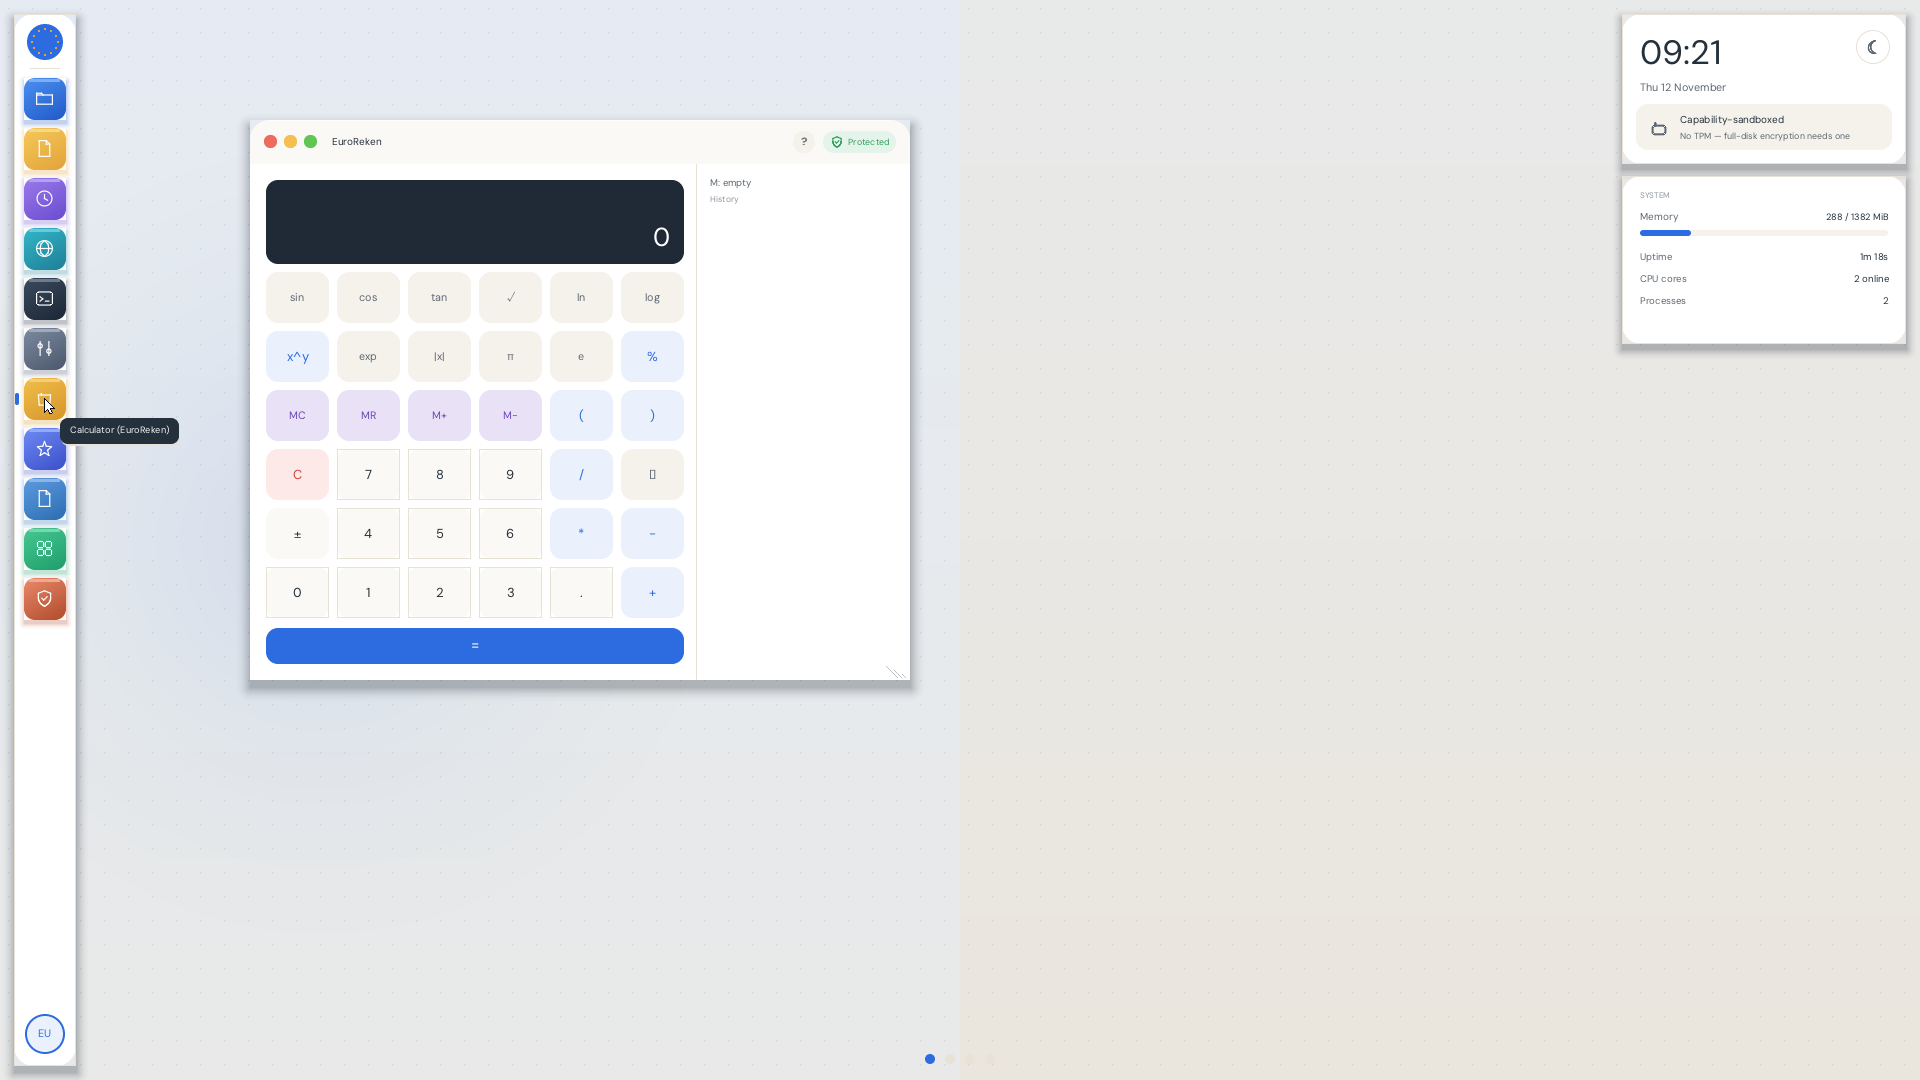 EuroReken
?
Protected
0
M: empty
History
sin cos tan √ ln log
x^y exp |x| π e %
MC MR M+ M- ( )
C 7 8 9 /
± 4 5 6 * -
0 1 2 3 . +
=
Calculator (EuroReken)
EU
09:21
Thu 12 November
Capability-sandboxed
No TPM — full-disk encryption needs one
SYSTEM
Memory 288 / 1382 MiB
Uptime 1m 18s
CPU cores 2 online
Processes 2